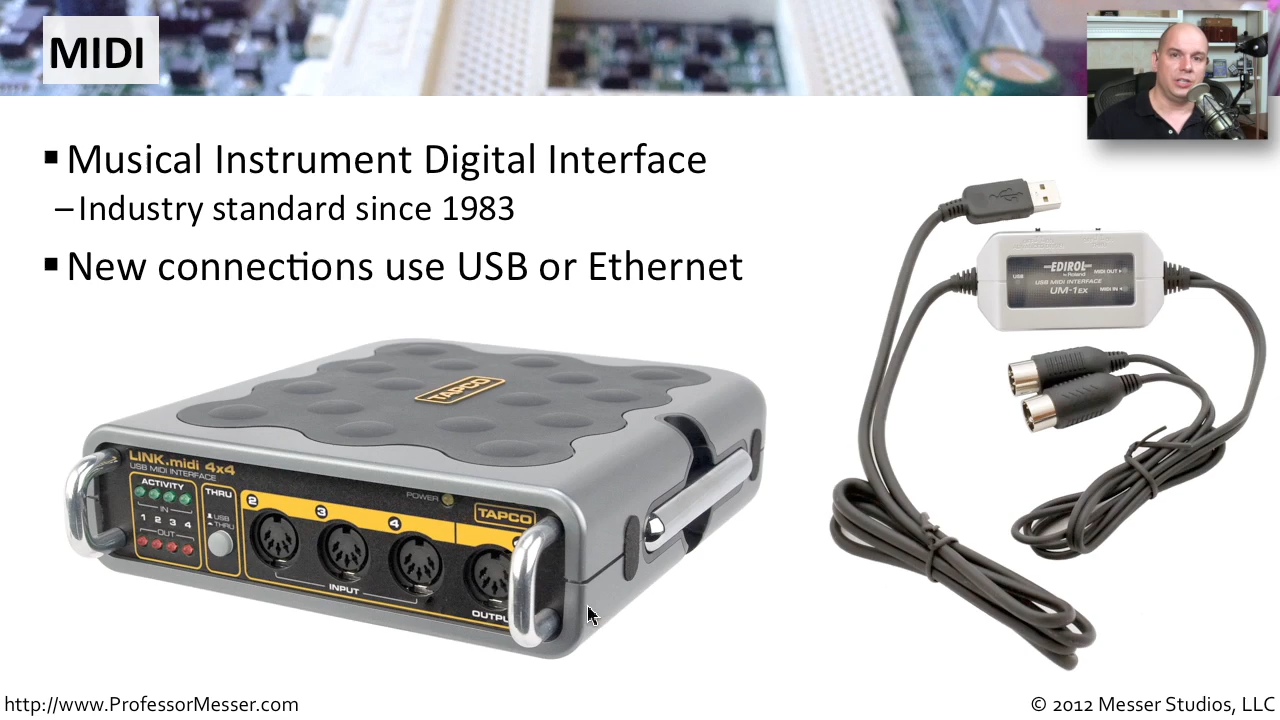 MIDI
▪ Musical Instrument Digital Interface
– Industry standard since 1983
▪ New connections use USB or Ethernet
EDIROL
by Roland
USB
MIDI OUT
USB MIDI INTERFACE
UM-1EX
MIDI IN
TAPCO
LINK.midi 4x4
USB MIDI INTERFACE
ACTIVITY
IN
1 2 3 4
OUT
THRU
USB
THRU
POWER
2
3
4
TAPCO
INPUT
OUTPU
http://www.ProfessorMesser.com
© 2012 Messer Studios, LLC